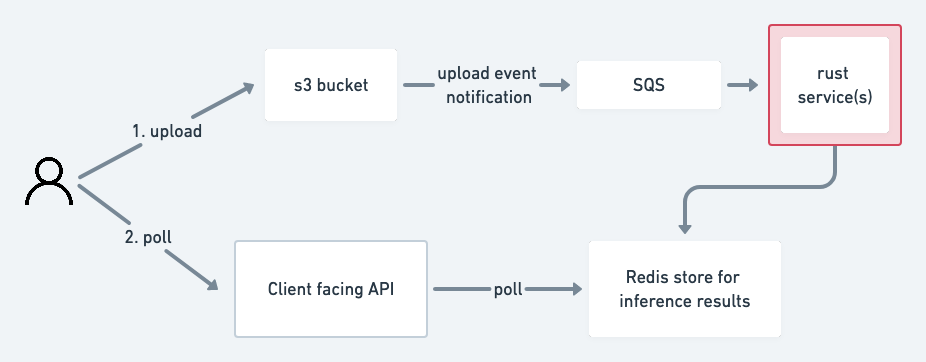 s3 bucket
upload event
notification
SQS
rust
service(s)
1. upload
2. poll
Client facing API
poll
Redis store for
inference results